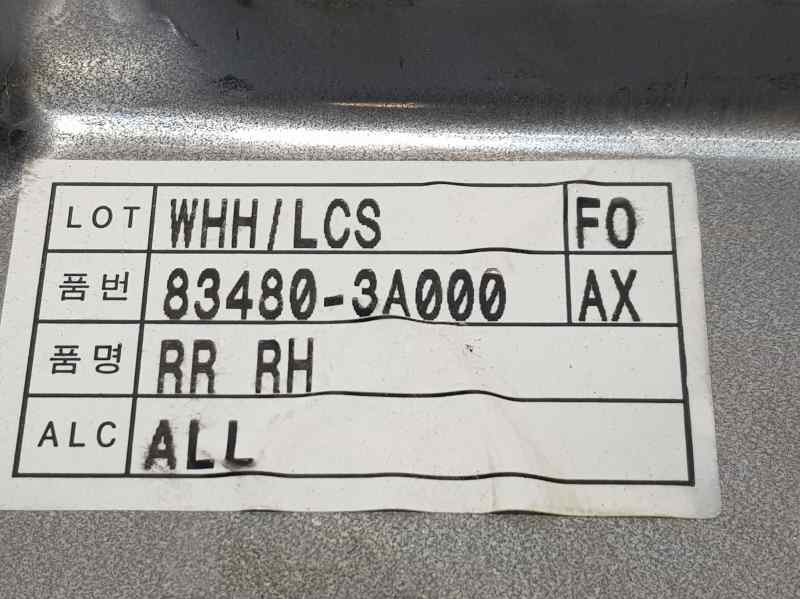 LOT WHH/LCS FO
품번 83480-3A000 AX
품명 RR RH
ALC ALL